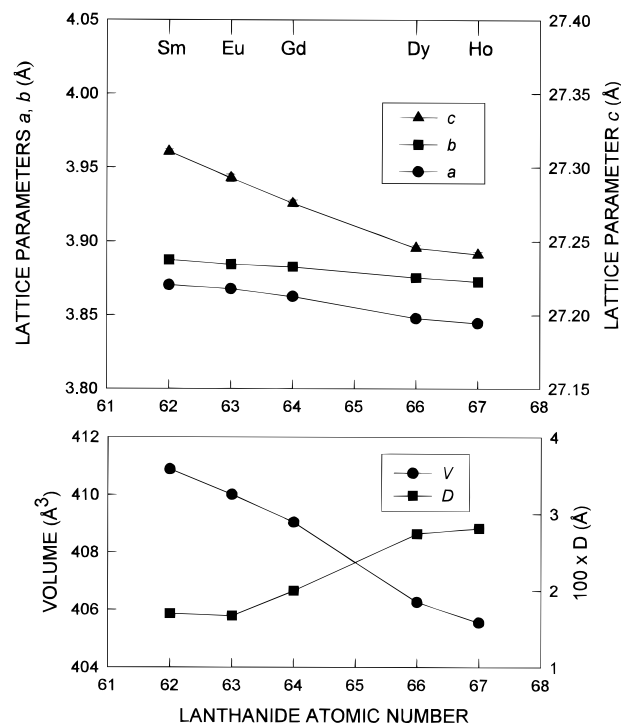 LATTICE PARAMETERS a, b (Å)
4.05
4.00
3.95
3.90
3.85
3.80
Sm Eu Gd Dy Ho
c
b
a
27.40
27.35
27.30
27.25
27.20
27.15
LATTICE PARAMETER c (Å)
61 62 63 64 65 66 67 68
VOLUME (Å3)
412
410
408
406
404
V
D
4
3
2
1
100 x D (Å)
61 62 63 64 65 66 67 68
LANTHANIDE ATOMIC NUMBER